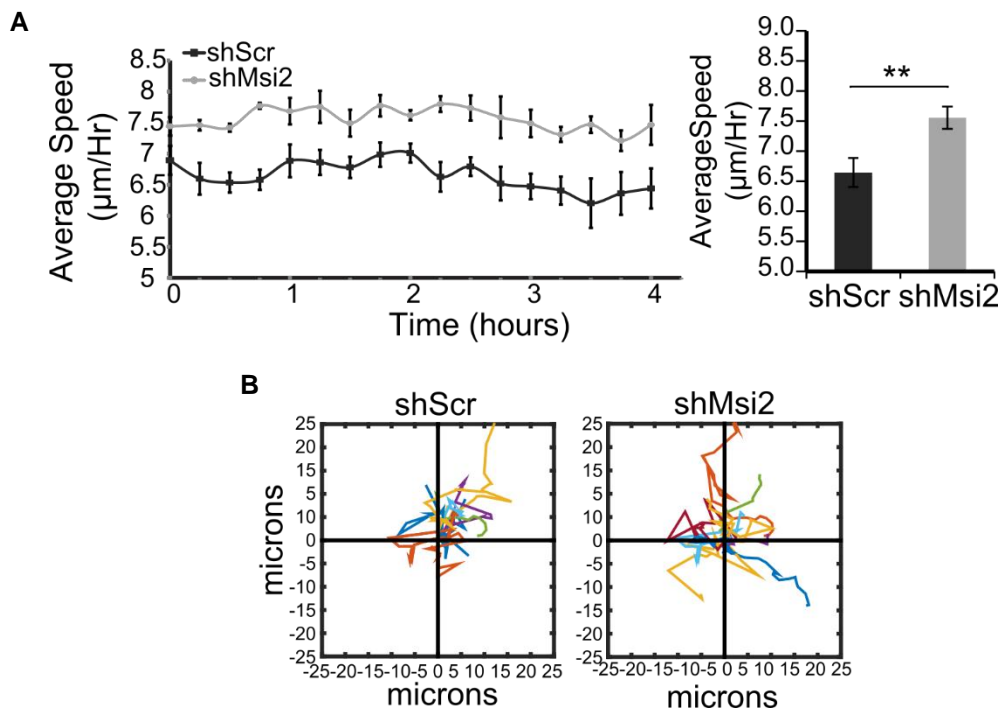 A
shScr
shMsi2
Average Speed
(µm/Hr)
8.5
8
7.5
7
6.5
6
5.5
5
0 1 2 3 4
Time (hours)
AverageSpeed
(µm/Hr)
9.0
8.5
8.0
7.5
7.0
6.5
6.0
5.5
5.0
**
shScr shMsi2
B
shScr
microns
25
20
15
10
5
0
-5
-10
-15
-20
-25
-25-20-15-10-5 0 5 10 15 20 25
microns
shMsi2
25
20
15
10
5
0
-5
-10
-15
-20
-25
-25-20-15-10-5 0 5 10 15 20 25
microns